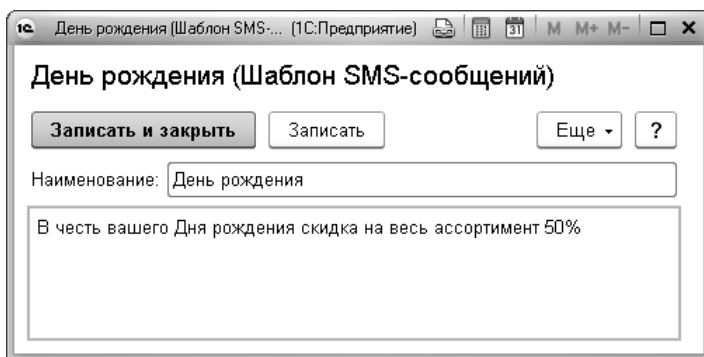 1С День рождения (Шаблон SMS-... (1С:Предприятие) 31 M M+ M-
День рождения (Шаблон SMS-сообщений)
Записать и закрыть Записать Еще ?
Наименование: День рождения
В честь вашего Дня рождения скидка на весь ассортимент 50%